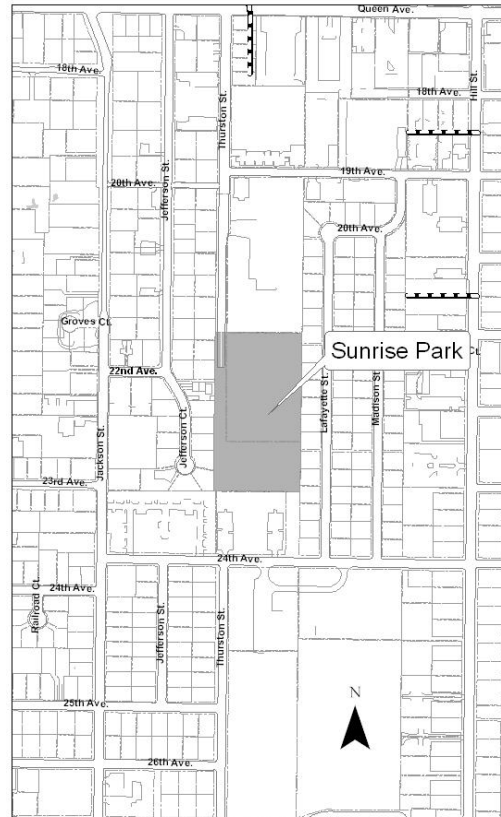 Queen Ave.
18th Ave.
18th Ave.
Hill St.
Thurston St.
19th Ave.
Jefferson St.
20th Ave.
20th Ave.
Groves Ct.
Sunrise Park
Ct.
22nd Ave.
Lafayette St.
Madison St.
Jackson St.
Jefferson Ct.
23rd Ave.
24th Ave.
24th Ave.
Railroad Ct.
Jefferson St.
Thurston St.
25th Ave.
N
26th Ave.